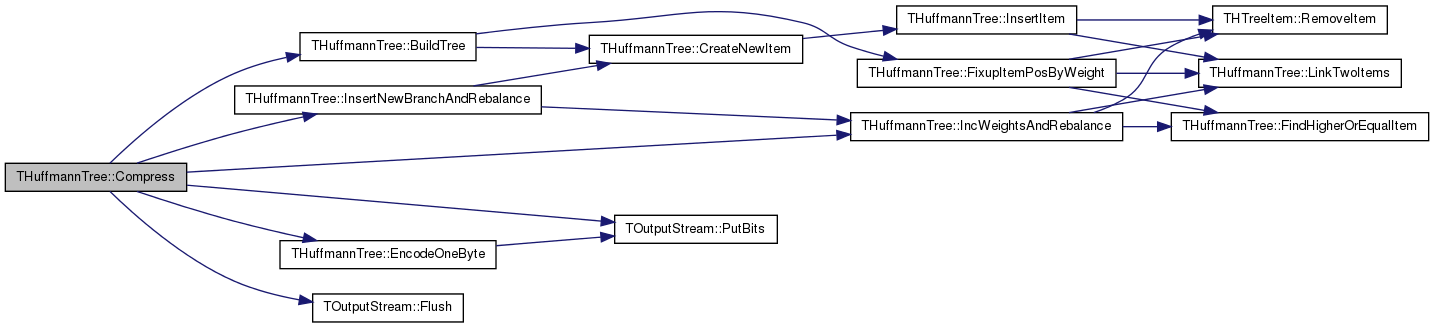 THuffmannTree::Compress
THuffmannTree::BuildTree
THuffmannTree::InsertNewBranchAndRebalance
THuffmannTree::EncodeOneByte
TOutputStream::Flush
THuffmannTree::CreateNewItem
TOutputStream::PutBits
THuffmannTree::InsertItem
THuffmannTree::FixupItemPosByWeight
THuffmannTree::IncWeightsAndRebalance
THTreeItem::RemoveItem
THuffmannTree::LinkTwoItems
THuffmannTree::FindHigherOrEqualItem